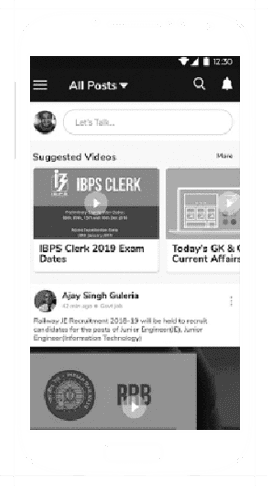 12:30
All Posts
Let's Talk...
Suggested Videos
More
IBPS CLERK
IBPS Clerk 2019 Exam
Dates
Today's GK &
Current Affairs
Ajay Singh Guleria
Railway JE Recruitment 2018-19 will be held to recruit
candidates for the posts of Junior Engineer(JE), Junior
Engineer(Information Technology)
RRB